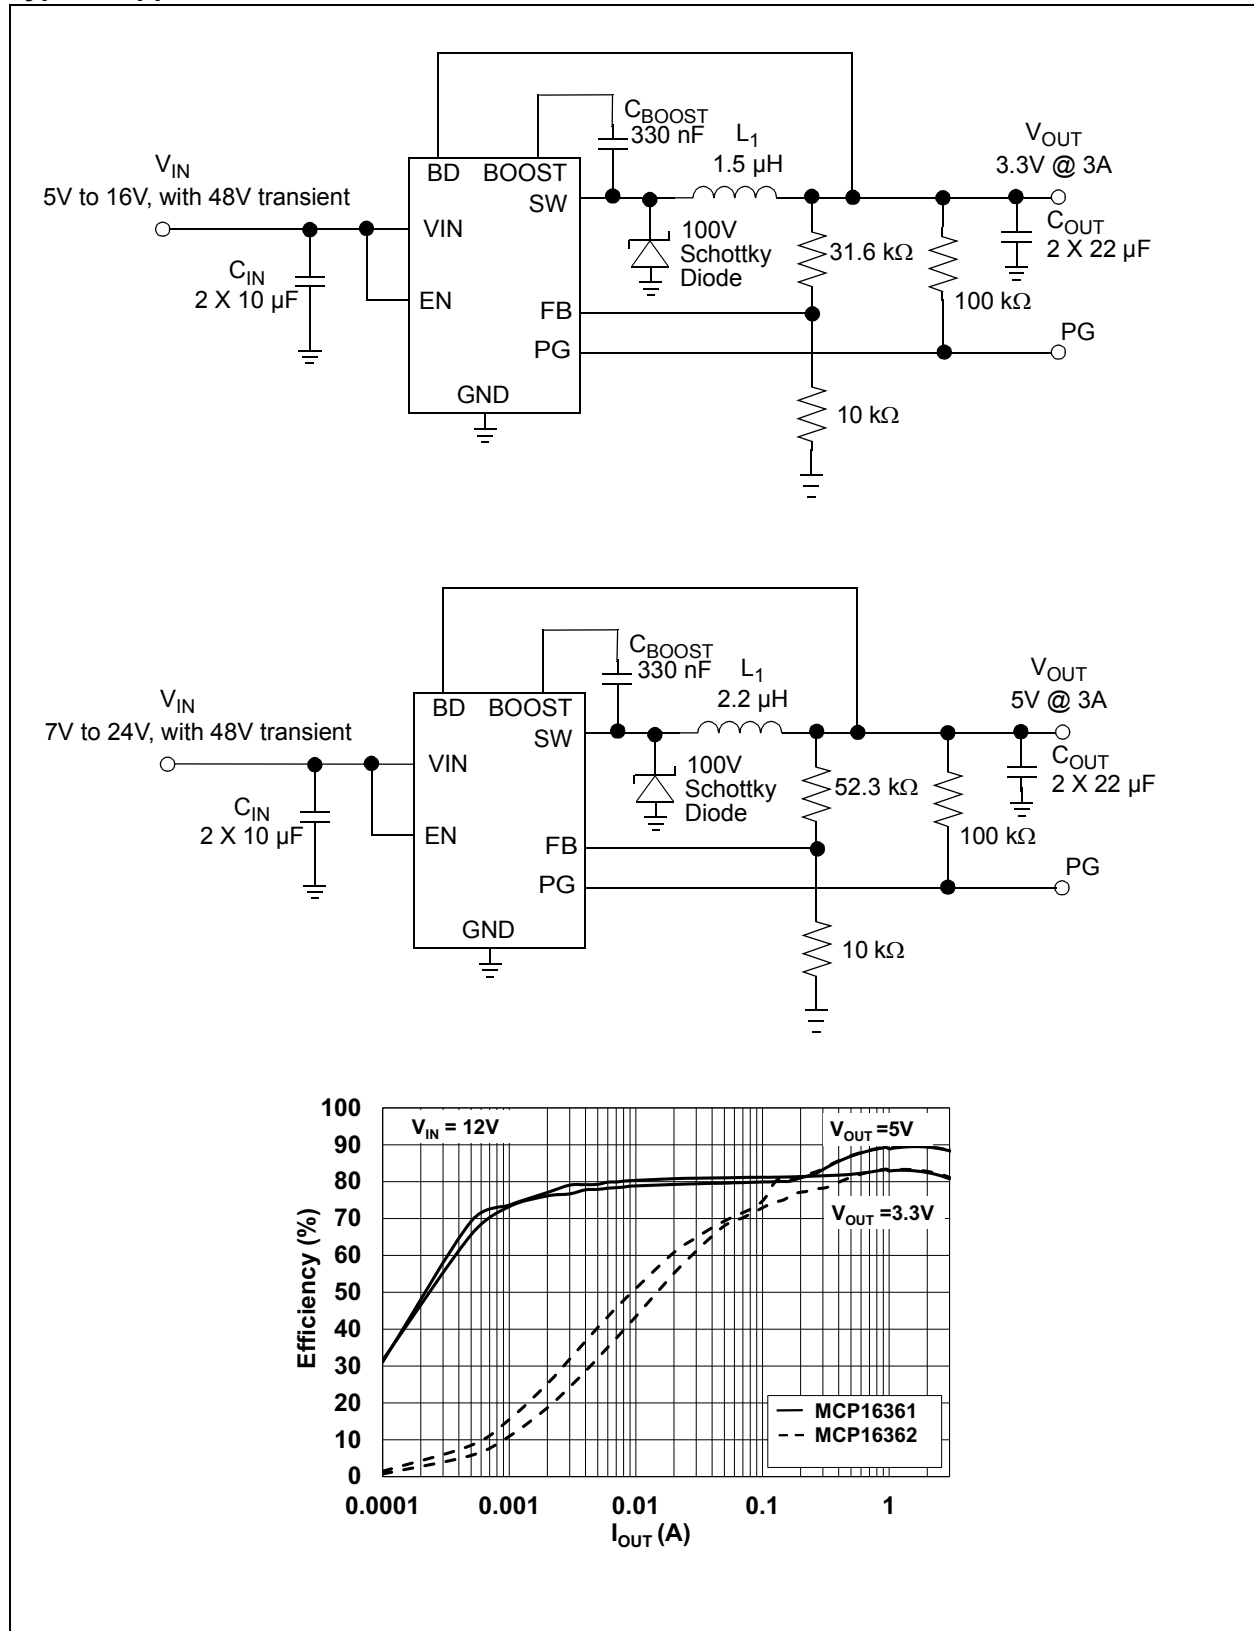 C_BOOST
330 nF
L_1
1.5 µH
V_OUT
3.3V @ 3A
V_IN
5V to 16V, with 48V transient
BD BOOST
SW
VIN
100V
Schottky
Diode
31.6 kΩ
C_OUT
2 X 22 µF
C_IN
2 X 10 µF
EN
100 kΩ
FB
PG
PG
GND
10 kΩ
C_BOOST
330 nF
L_1
2.2 µH
V_OUT
5V @ 3A
V_IN
7V to 24V, with 48V transient
BD BOOST
SW
VIN
100V
Schottky
Diode
52.3 kΩ
C_OUT
2 X 22 µF
C_IN
2 X 10 µF
EN
100 kΩ
FB
PG
PG
GND
10 kΩ
100
90
80
70
60
50
40
30
20
10
0
Efficiency (%)
V_IN = 12V
V_OUT =5V
V_OUT =3.3V
MCP16361
MCP16362
0.0001 0.001 0.01 0.1 1
I_OUT (A)